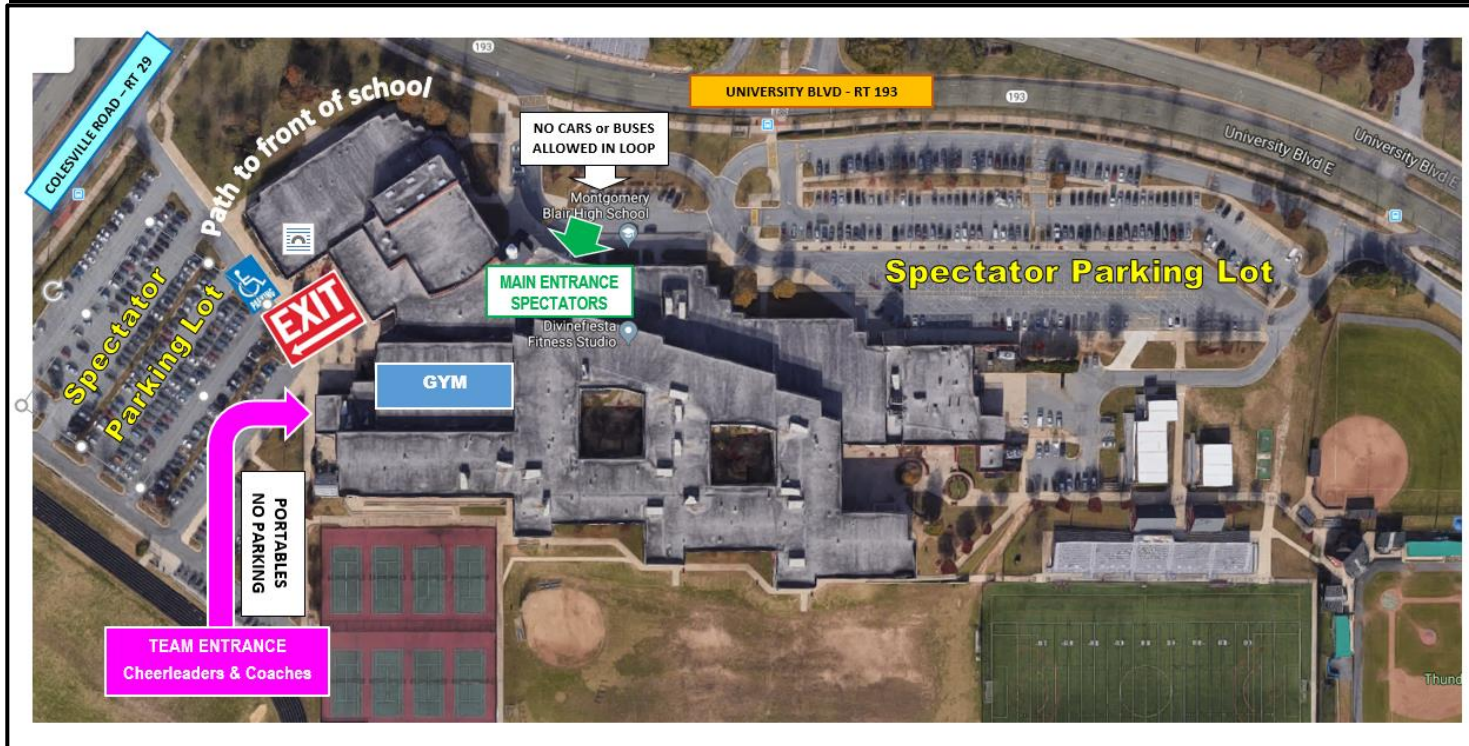 193
COLESVILLE ROAD – RT 29
Path to front of school
UNIVERSITY BLVD - RT 193
193
NO CARS or BUSES
ALLOWED IN LOOP
University Blvd E
University Blvd E
Montgomery
Blair High School
MAIN ENTRANCE
SPECTATORS
Spectator Parking Lot
PARKING
EXIT
Spectator
Parking Lot
Divinefiesta
Fitness Studio
GYM
PORTABLES
NO PARKING
TEAM ENTRANCE
Cheerleaders & Coaches
Thund